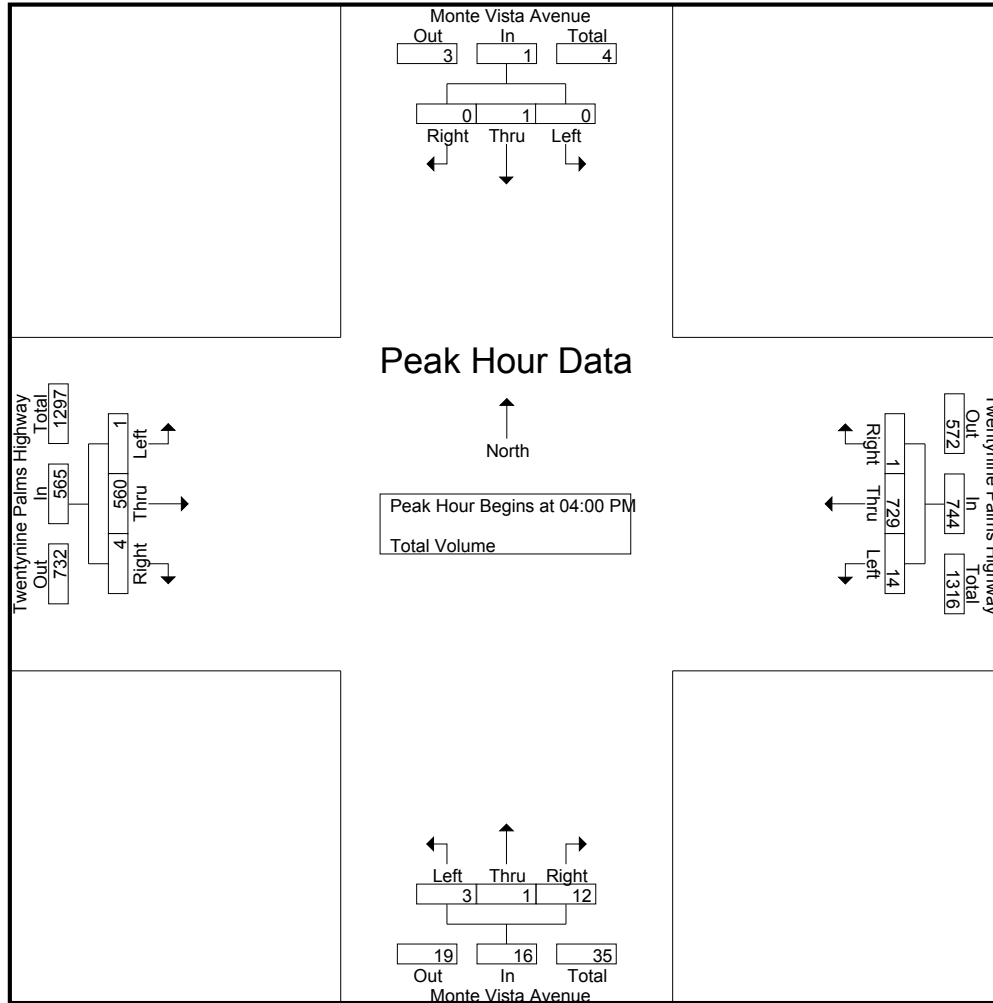 Monte Vista Avenue
Out In Total
3 1 4
0 1 0
Right Thru Left
Peak Hour Data
North
Peak Hour Begins at 04:00 PM
Total Volume
Twentynine Palms Highway
Total In Out
1297 565 732
1 560 4
Left Thru Right
Twentynine Palms Highway
Out In Total
572 744 1316
1 729 14
Right Thru Left
Left Thru Right
3 1 12
19 16 35
Out In Total
Monte Vista Avenue